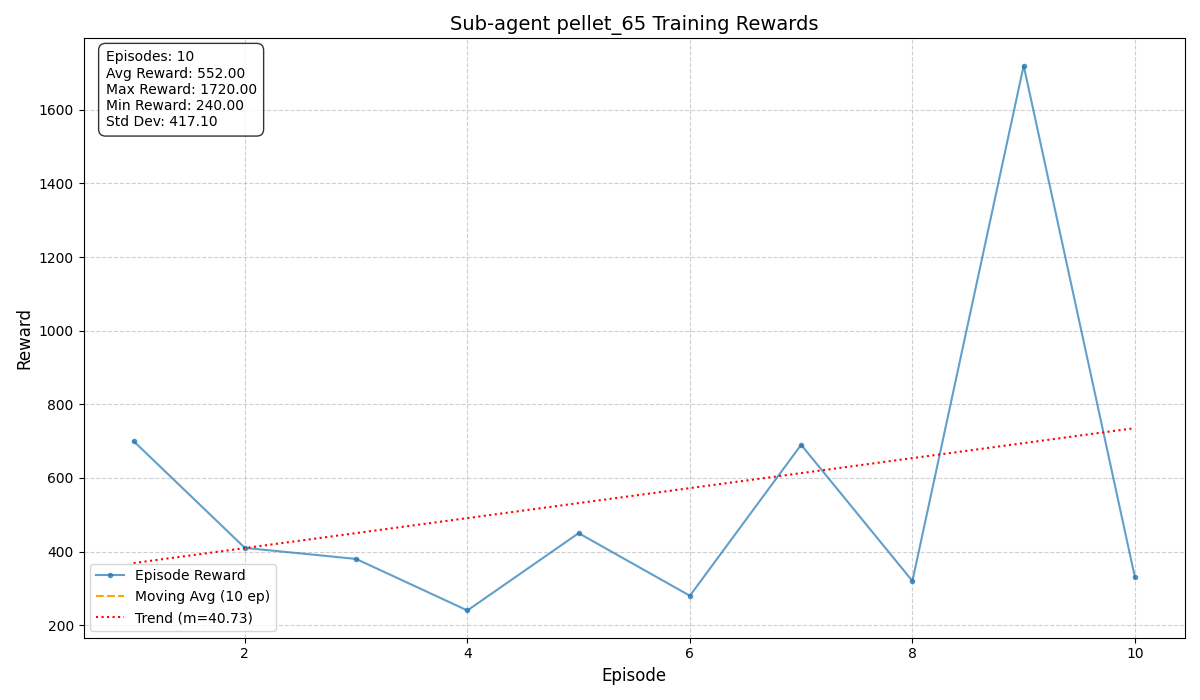 Sub-agent pellet_65 Training Rewards
Episodes: 10
Avg Reward: 552.00
Max Reward: 1720.00
Min Reward: 240.00
Std Dev: 417.10
Reward
1600
1400
1200
1000
800
600
400
200
Episode Reward
Moving Avg (10 ep)
Trend (m=40.73)
2 4 6 8 10
Episode